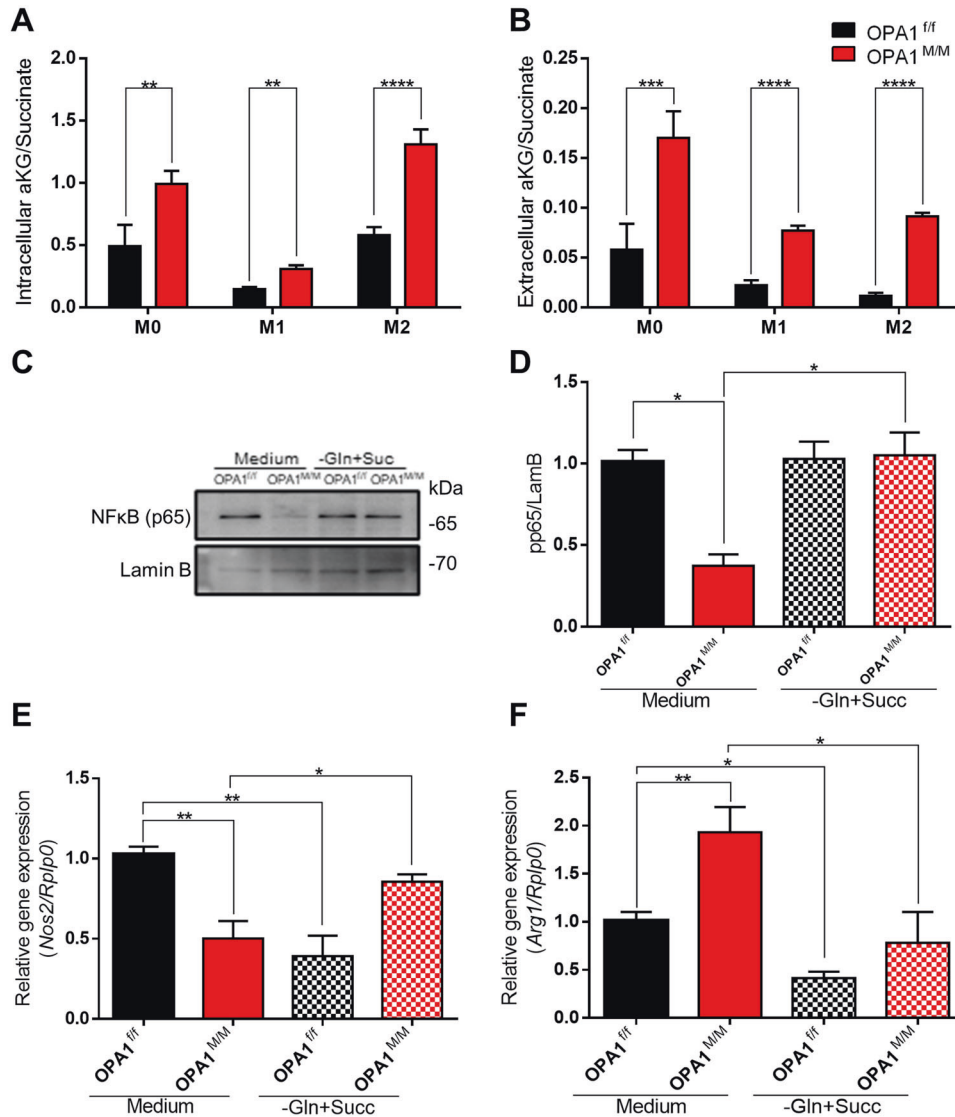 A
Intracellular aKG/Succinate
2.0
1.5
1.0
0.5
0.0
** ** ****
M0 M1 M2
B
OPA1 f/f
OPA1 M/M
Extracellular aKG/Succinate
0.25
0.20
0.15
0.10
0.05
0.00
*** **** ****
M0 M1 M2
C
Medium -Gln+Suc
OPA1f/f OPA1M/M OPA1f/f OPA1M/M
kDa
NFκB (p65) -65
Lamin B -70
D
pp65/LamB
1.5
1.0
0.5
0.0
* *
OPA1 f/f OPA1 M/M OPA1 f/f OPA1 M/M
Medium -Gln+Succ
E
Relative gene expression
(Nos2/Rplp0)
1.5
1.0
0.5
0.0
*
**
**
OPA1 f/f OPA1 M/M OPA1 f/f OPA1 M/M
Medium -Gln+Succ
F
Relative gene expression
(Arg1/Rplp0)
2.5
2.0
1.5
1.0
0.5
0.0
*
*
**
OPA1 f/f OPA1 M/M OPA1 f/f OPA1 M/M
Medium -Gln+Succ